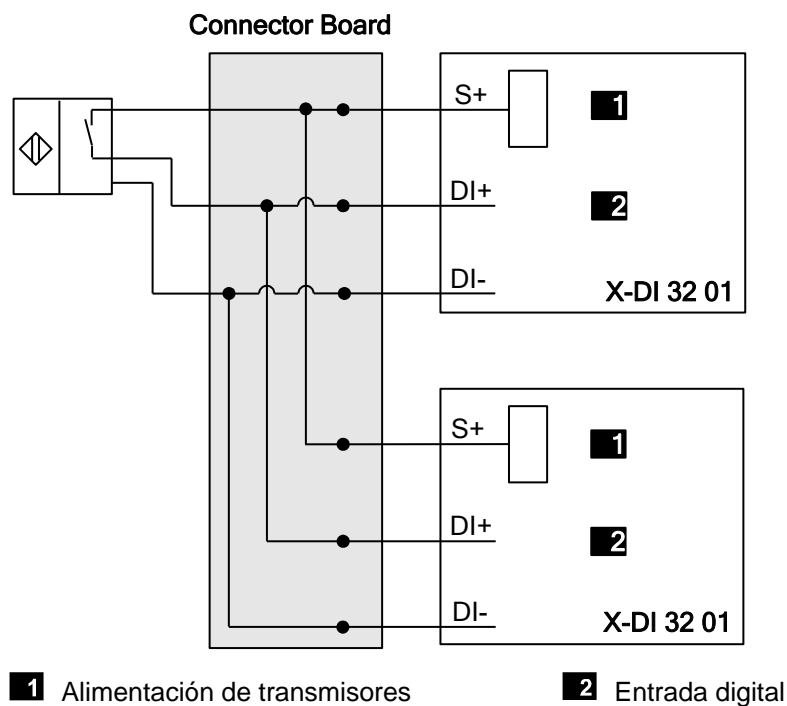 Connector Board
S+ 1
DI+ 2
DI-
X-DI 32 01
S+ 1
DI+ 2
DI-
X-DI 32 01
1 Alimentación de transmisores 2 Entrada digital